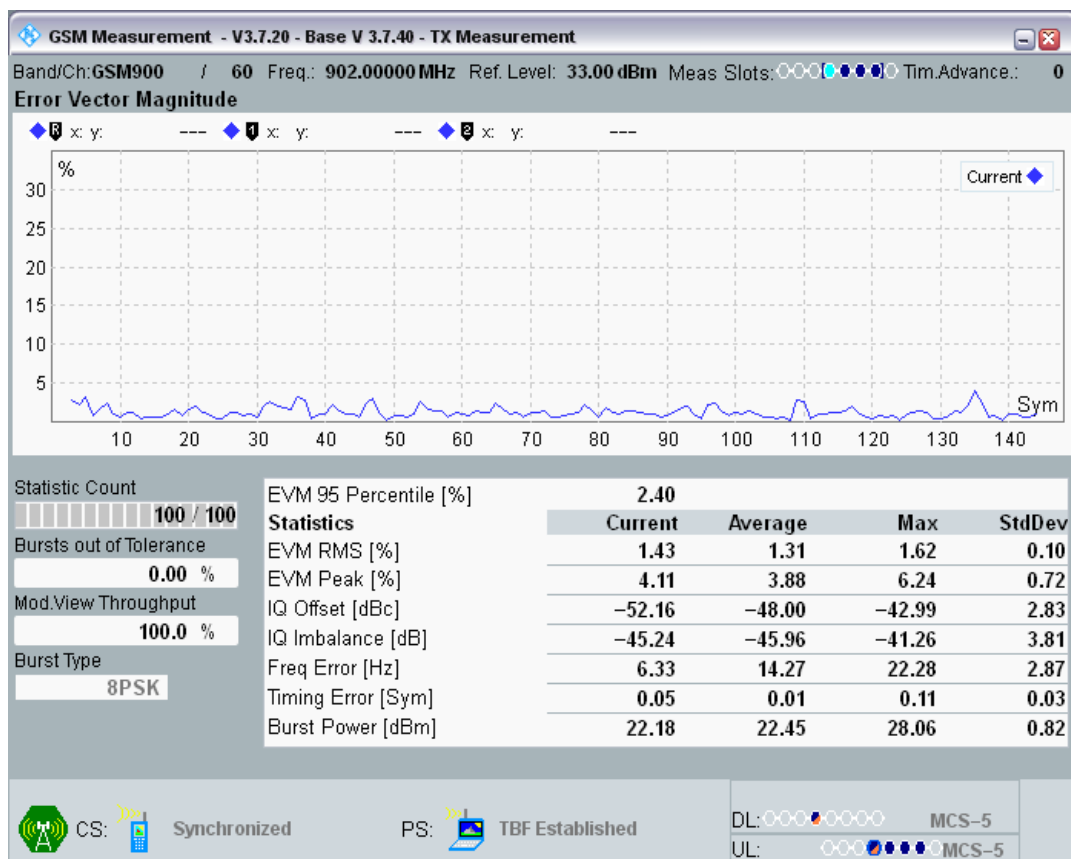 GSM Measurement - V3.7.20 - Base V 3.7.40 - TX Measurement
Band/Ch:GSM900 / 60 Freq.: 902.00000 MHz Ref. Level: 33.00 dBm Meas Slots: Tim.Advance.: 0
Error Vector Magnitude
R x: y: --- 1 x: y: --- 2 x: y: ---
%
Current
30
25
20
15
10
5
Sym
10 20 30 40 50 60 70 80 90 100 110 120 130 140
Statistic Count
100 / 100
Bursts out of Tolerance
0.00 %
Mod.View Throughput
100.0 %
Burst Type
8PSK
EVM 95 Percentile [%] 2.40
Statistics Current Average Max StdDev
EVM RMS [%] 1.43 1.31 1.62 0.10
EVM Peak [%] 4.11 3.88 6.24 0.72
IQ Offset [dBc] −52.16 −48.00 −42.99 2.83
IQ Imbalance [dB] −45.24 −45.96 −41.26 3.81
Freq Error [Hz] 6.33 14.27 22.28 2.87
Timing Error [Sym] 0.05 0.01 0.11 0.03
Burst Power [dBm] 22.18 22.45 28.06 0.82
CS: Synchronized PS: TBF Established
DL: MCS−5
UL: MCS−5